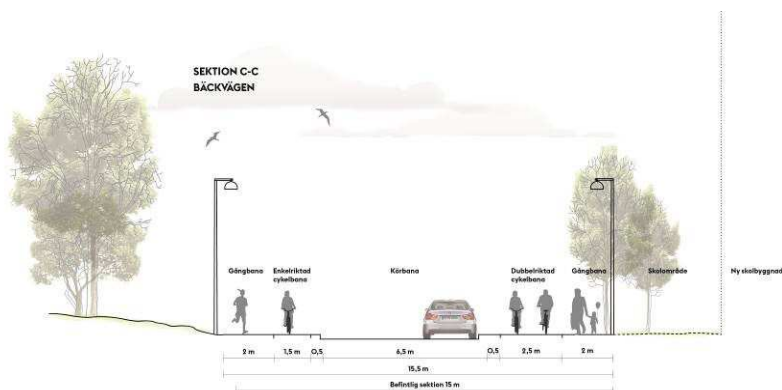 SEKTION C-C
BÄCKVÄGEN
Gångbana
Enkelriktad
cykelbana
Körbana
Dubbelriktad
cykelbana
Gångbana
Skolområde
Ny skolbyggnad
2 m
1,5 m
0,5
6,5 m
0,5
2,5 m
2 m
15,5 m
Befintlig sektion 15 m